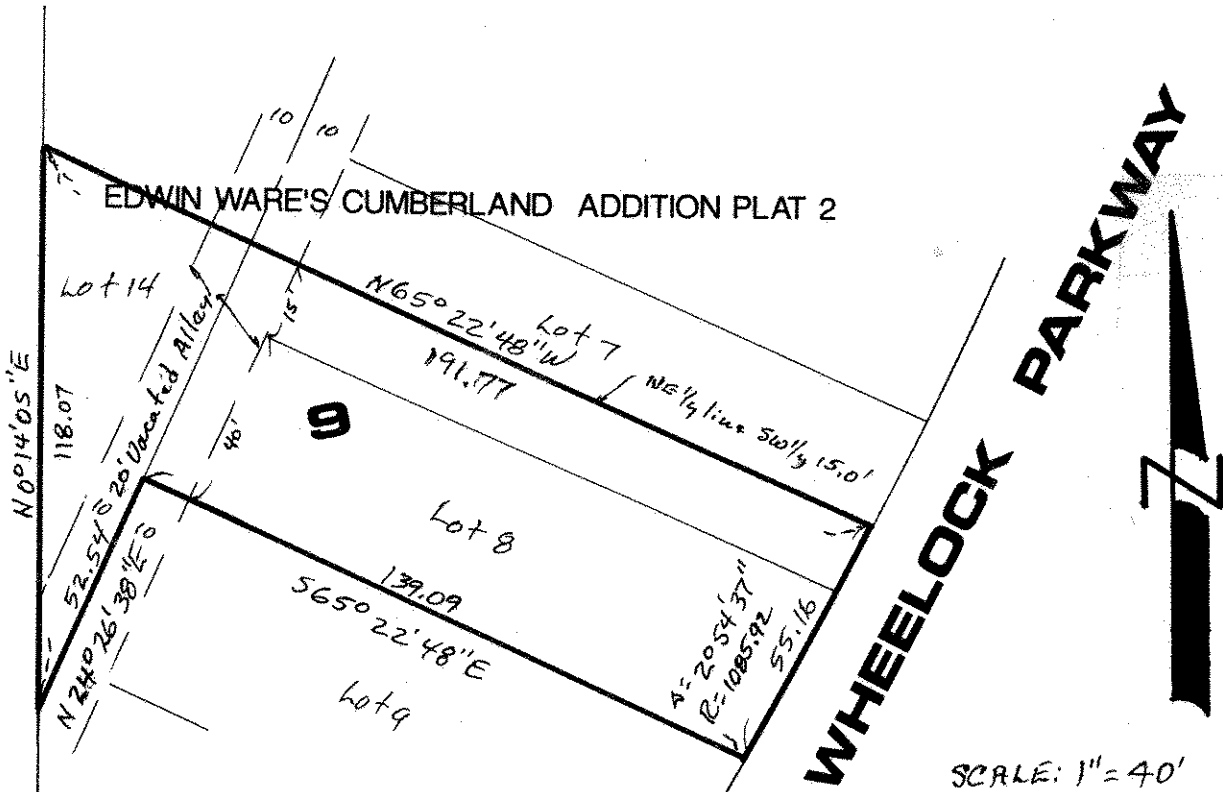 10 10
EDWIN WARE'S CUMBERLAND ADDITION PLAT 2
Lot 14
15'
N65° 22' 48" W
191.77
Lot 7
NE'ly line SW'ly 15.0'
WHEELOCK PARKWAY
N0°14'05"E
118.07
20' Vacated Alley
52.54
N 24° 26' 38" E
9
40'
Lot 8
139.09
S65° 22' 48" E
Lot 9
Δ= 2° 54' 37"
R= 1085.92
55.16
N
SCALE: 1" = 40'